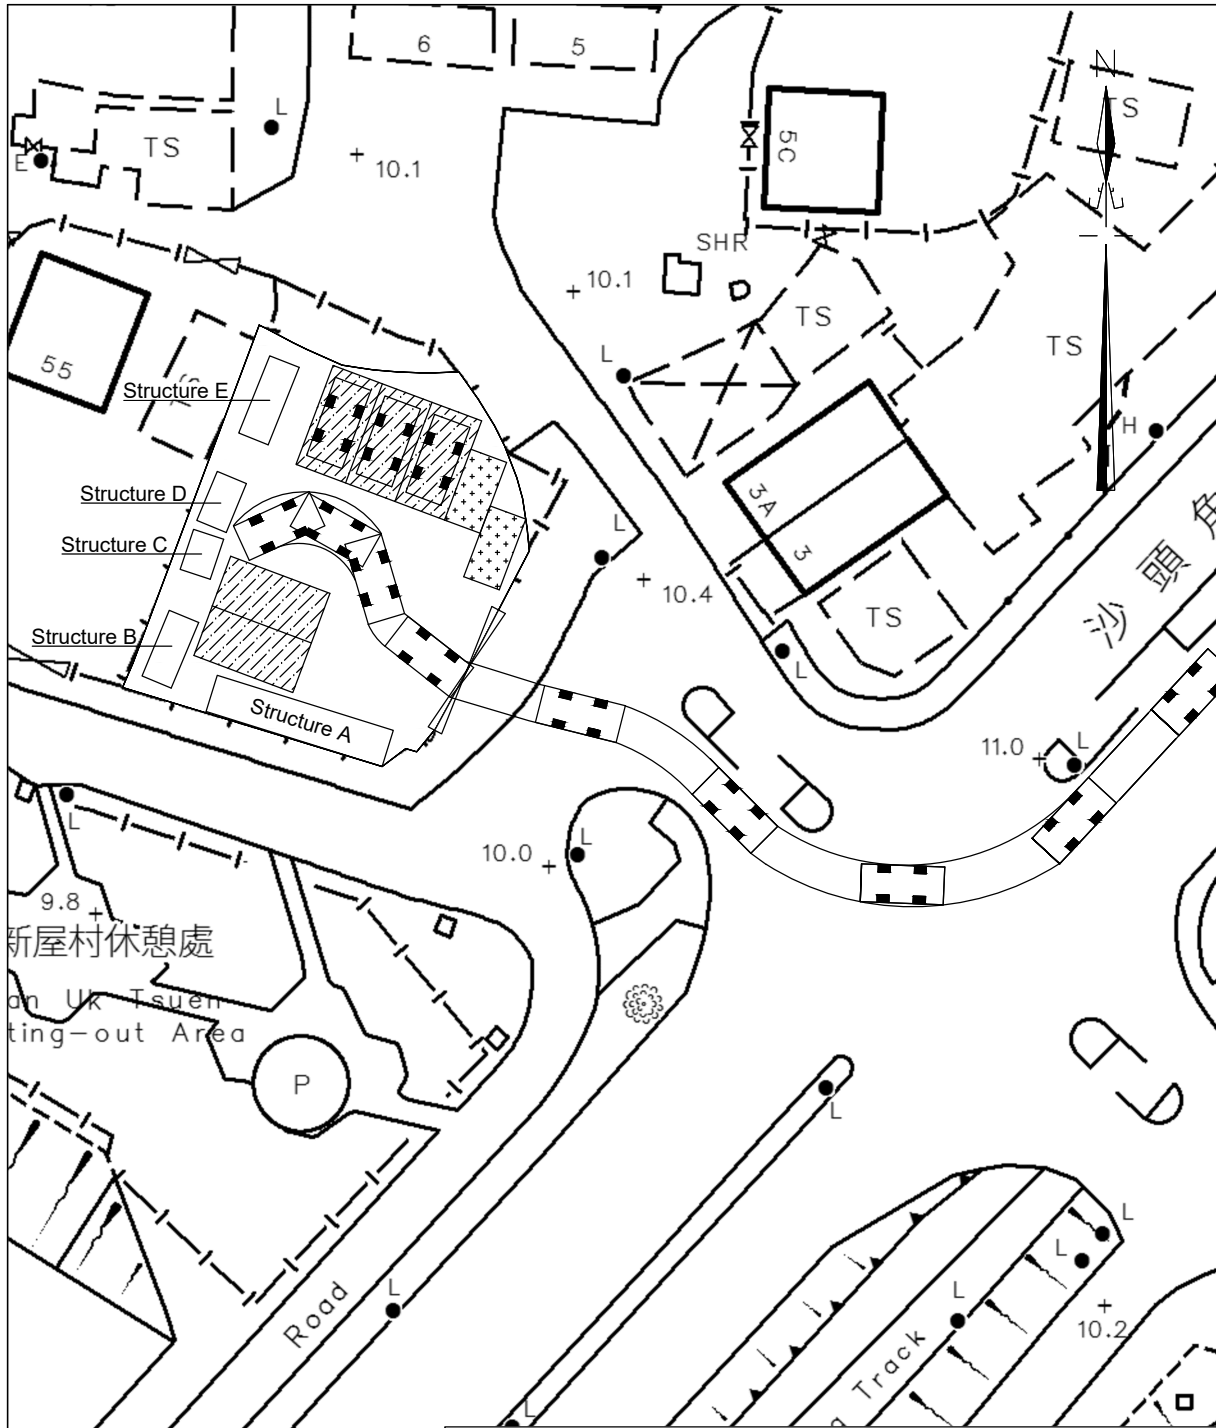 6
5
N
L
TS
TS
E
10.1
5C
SHR
10.1
TS
TS
55
L
Structure E
H
3A
Structure D
3
L
角
Structure C
10.4
沙 頭
TS
Structure B
L
Structure A
11.0
L
L
10.0
L
9.8
新屋村休憩處
an Uk Tsuen
ting-out Area
P
L
L
L
Road
L
L
10.2
Track
L